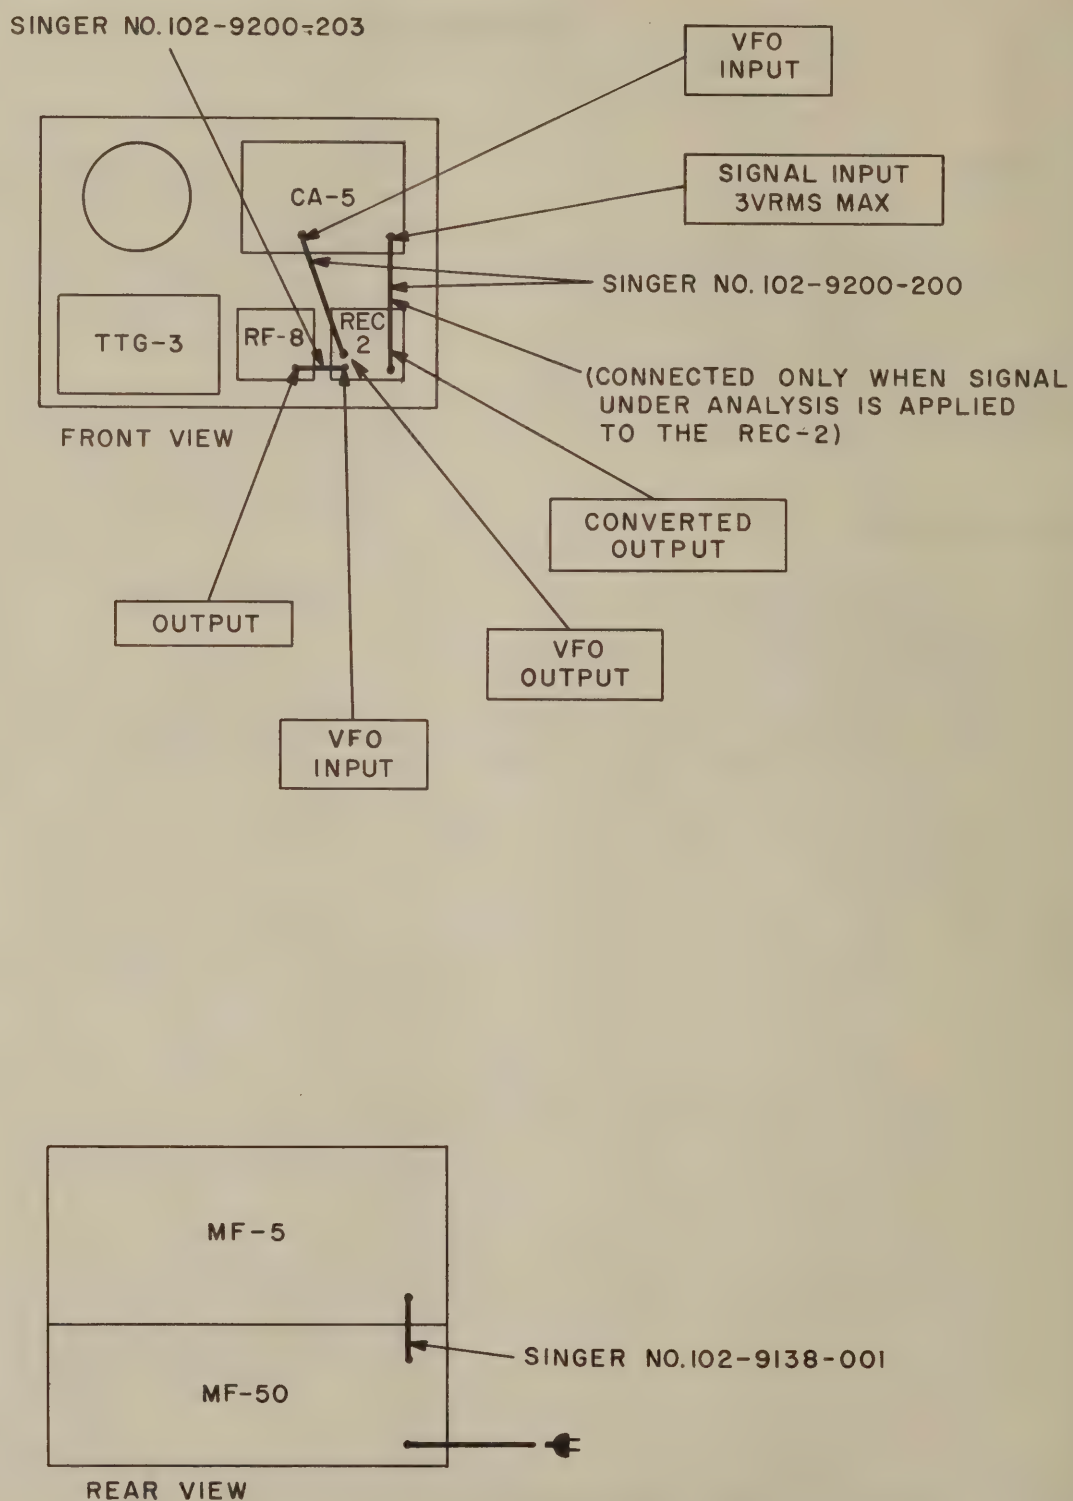 SINGER NO. 102-9200-203
VFO
INPUT
SIGNAL INPUT
3VRMS MAX
CA-5
SINGER NO. 102-9200-200
TTG-3
RF-8
REC
2
(CONNECTED ONLY WHEN SIGNAL
UNDER ANALYSIS IS APPLIED
TO THE REC-2)
FRONT VIEW
CONVERTED
OUTPUT
OUTPUT
VFO
OUTPUT
VFO
INPUT
MF-5
SINGER NO. 102-9138-001
MF-50
REAR VIEW